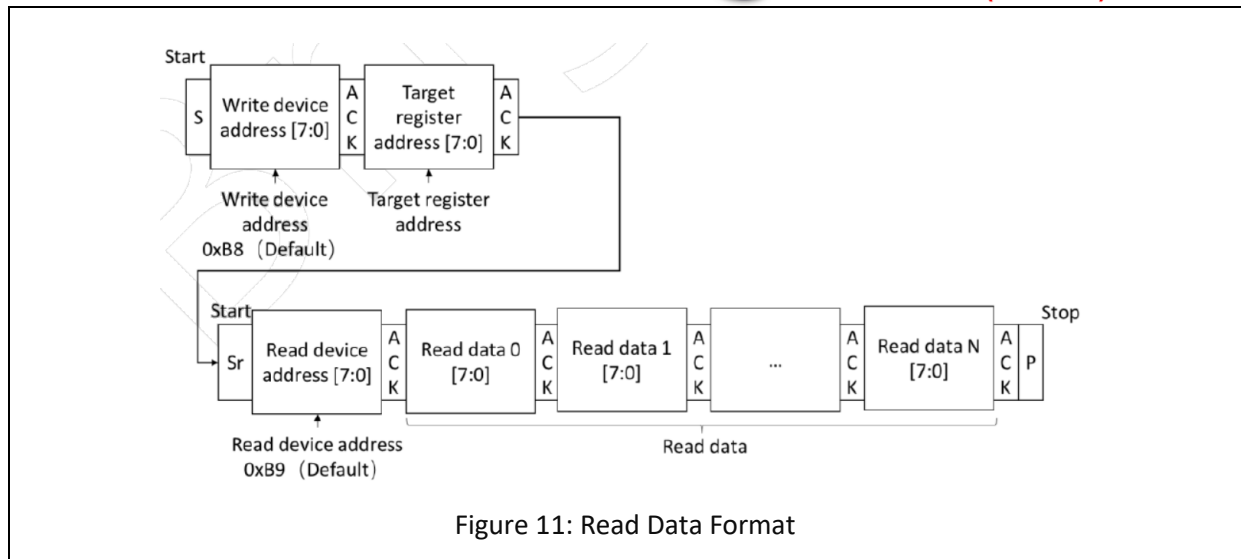 Start
S
Write device
address [7:0]
A
C
K
Target
register
address [7:0]
A
C
K
Write device
address
0xB8 (Default)
Target register
address
Start
Stop
Sr
Read device
address [7:0]
A
C
K
Read data 0
[7:0]
A
C
K
Read data 1
[7:0]
A
C
K
...
A
C
K
Read data N
[7:0]
A
C
K
P
Read device address
0xB9 (Default)
Read data
Figure 11: Read Data Format